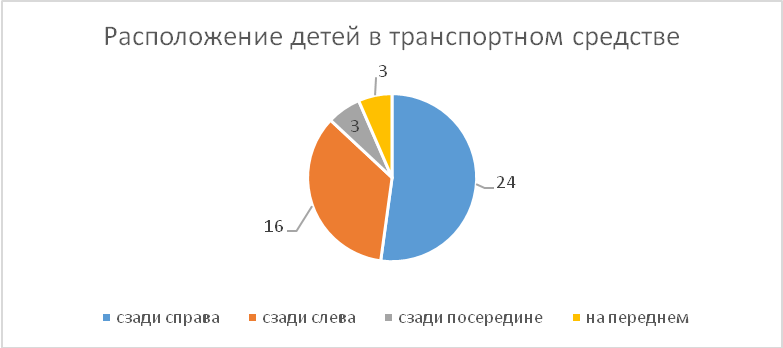 Расположение детей в транспортном средстве
3
3
24
16
сзади справа сзади слева сзади посередине на переднем